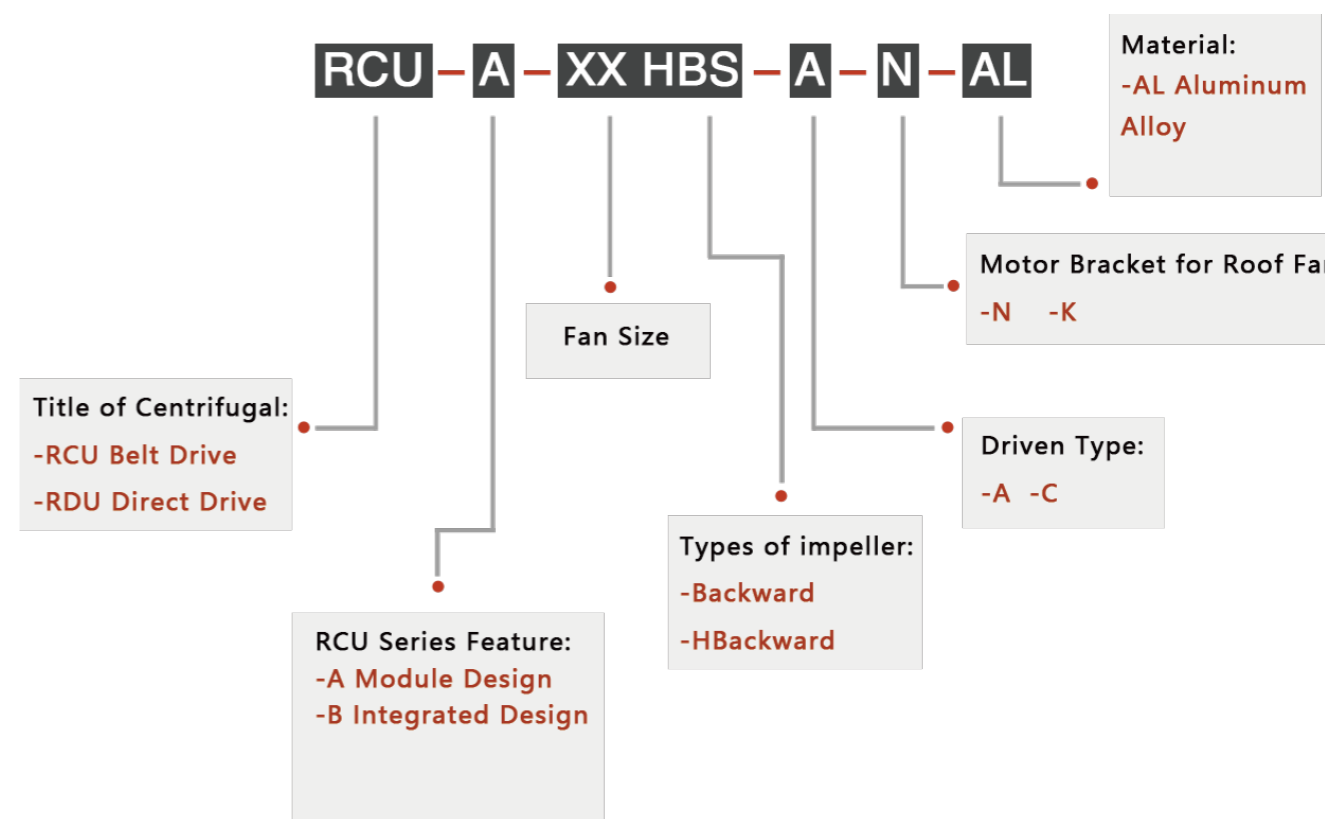 RCU-A-XX HBS-A-N-AL
Material:
-AL Aluminum
Alloy
Motor Bracket for Roof
-N -K
Fan Size
Title of Centrifugal:
-RCU Belt Drive
-RDU Direct Drive
Driven Type:
-A -C
Types of impeller:
-Backward
-HBackward
RCU Series Feature:
-A Module Design
-B Integrated Design